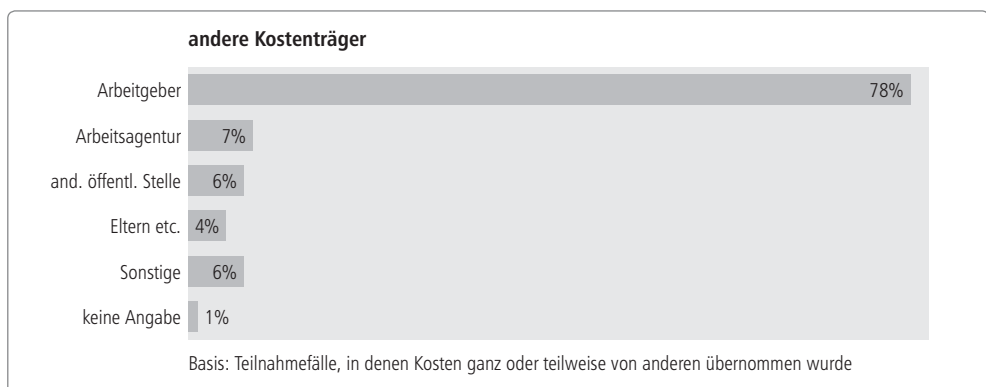 andere Kostenträger
Arbeitgeber 78%
Arbeitsagentur 7%
and. öffentl. Stelle 6%
Eltern etc. 4%
Sonstige 6%
keine Angabe 1%
Basis: Teilnahmefälle, in denen Kosten ganz oder teilweise von anderen übernommen wurde